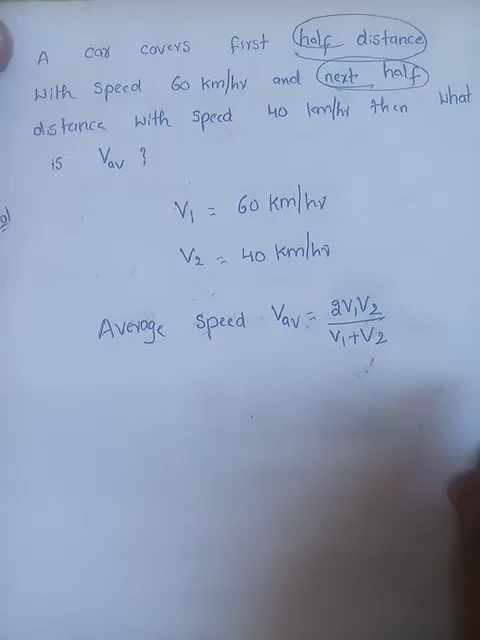 A car covers first half distance
with speed 60 km/hr and next half
distance with speed 40 km/hr then what
is Vav ?
V1 = 60 km/hr
V2 = 40 km/hr
Average speed Vav = 2V1V2 / V1+V2